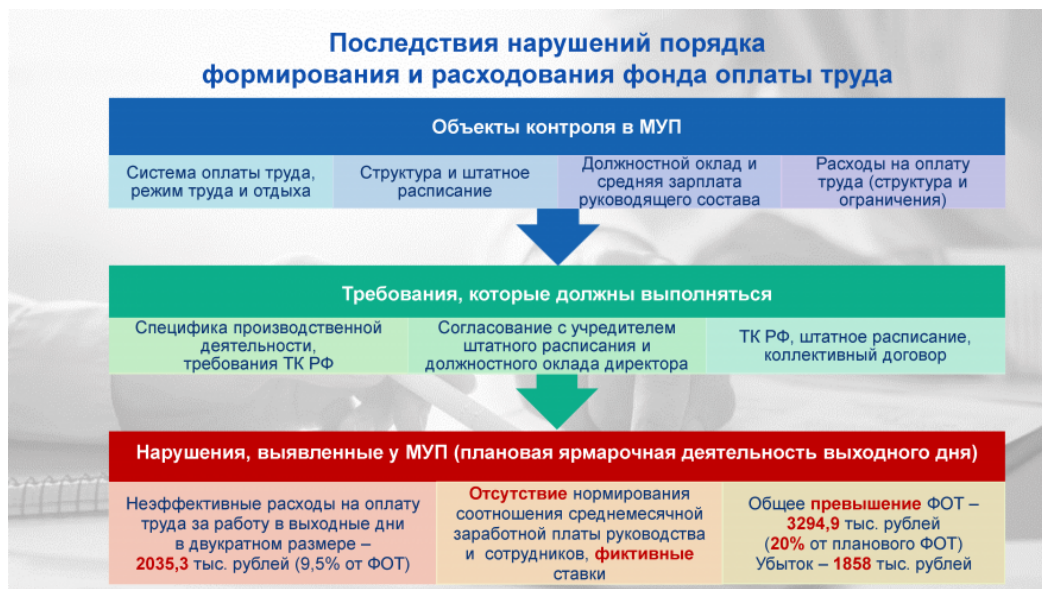 Последствия нарушений порядка
формирования и расходования фонда оплаты труда
Объекты контроля в МУП
Система оплаты труда,
режим труда и отдыха
Структура и штатное
расписание
Должностной оклад и
средняя зарплата
руководящего состава
Расходы на оплату
труда (структура и
ограничения)
Требования, которые должны выполняться
Специфика производственной
деятельности,
требования ТК РФ
Согласование с учредителем
штатного расписания и
должностного оклада директора
ТК РФ, штатное расписание,
коллективный договор
Нарушения, выявленные у МУП (плановая ярмарочная деятельность выходного дня)
Неэффективные расходы на оплату
труда за работу в выходные дни
в двукратном размере –
2035,3 тыс. рублей (9,5% от ФОТ)
Отсутствие нормирования
соотношения среднемесячной
заработной платы руководства
и сотрудников, фиктивные
ставки
Общее превышение ФОТ –
3294,9 тыс. рублей
(20% от планового ФОТ)
Убыток – 1858 тыс. рублей